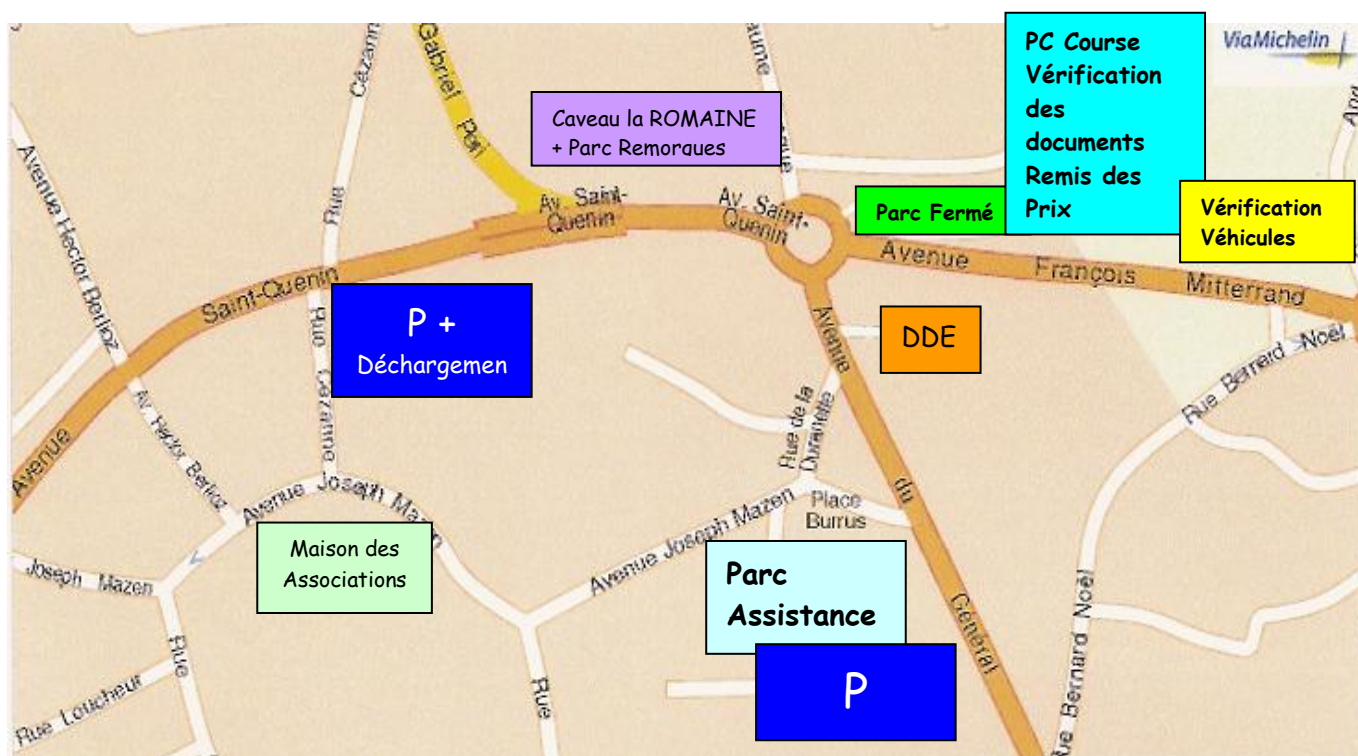 PC Course
Vérification
des
documents
Remis des
Prix
ViaMichelin
Cézanne
Gabriel
Péri
Caveau la ROMAINE
+ Parc Remorques
Avenue Hector Berlioz
Rue
Av. Saint-
Quenin
Av. Saint-
Quenin
Parc Fermé
Vérification
Véhicules
Avenue François Mitterrand
Avenue Saint-Quenin
P +
Déchargemen
Rue Cézanne
DDE
Avenue du Général
Rue Bernard Noël
Av. Hector Berlioz
Rue de la
Duranette
Avenue Joseph Mazen
Place
Burrus
Avenue Joseph Mazen
Maison des
Associations
Joseph Mazen
Parc
Assistance
P
Rue
Rue
Rue Loucheur
Rue Bernard Noël